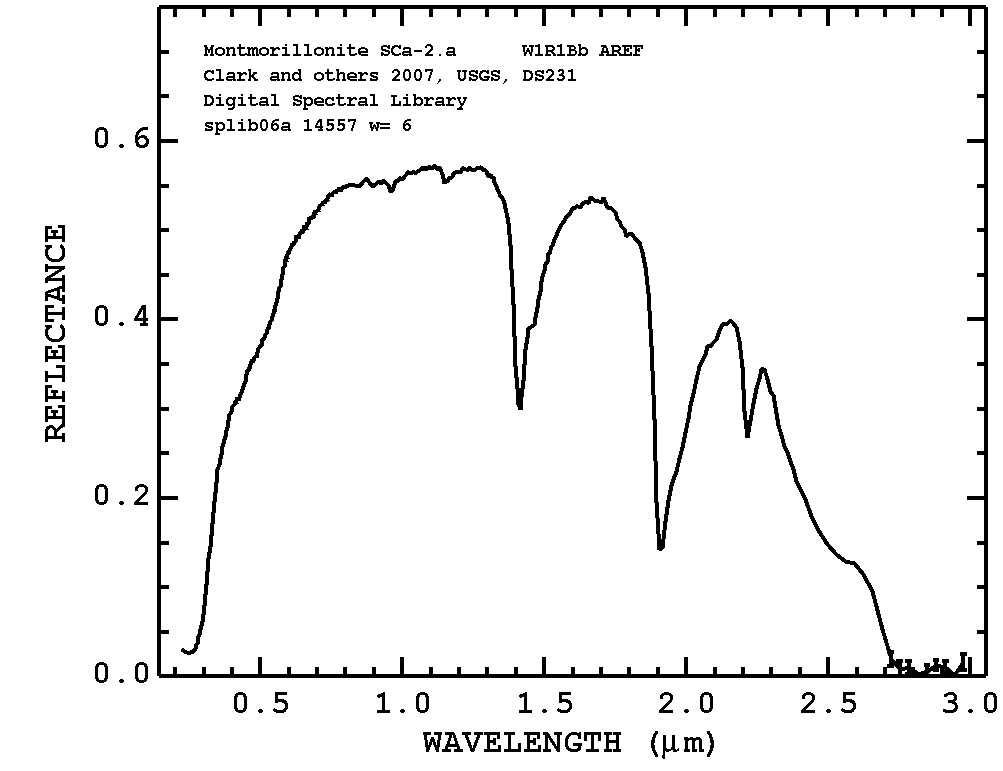 Montmorillonite SCa-2.a W1R1Bb AREF
Clark and others 2007, USGS, DS231
Digital Spectral Library
splib06a 14557 w= 6
0.6
0.4
0.2
0.0
REFLECTANCE
0.5 1.0 1.5 2.0 2.5 3.0
WAVELENGTH (μm)